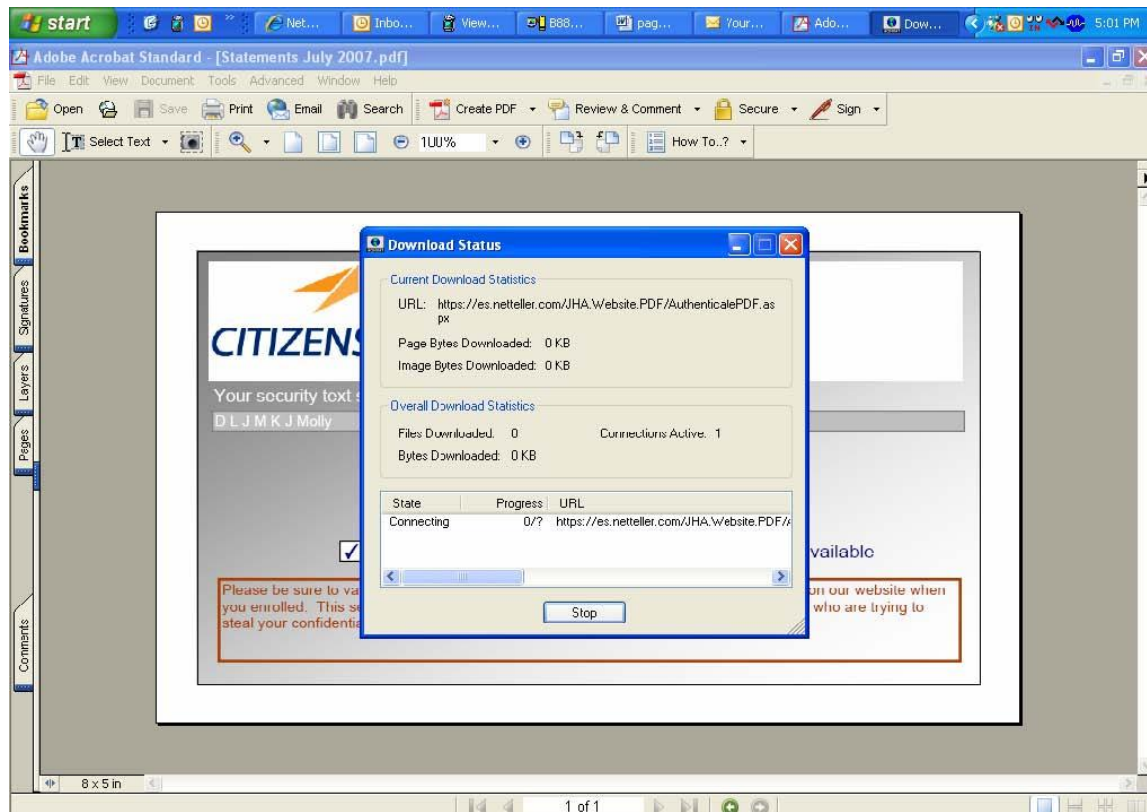 start Net... Inbo... View... B88... pag... Your... Ado... Dow... 5:01 PM
Adobe Acrobat Standard - [Statements July 2007.pdf]
File Edit View Document Tools Advanced Window Help
Open Save Print Email Search Create PDF Review & Comment Secure Sign
Select Text 100% How To..?
Bookmarks
Signatures
Layers
Pages
Comments
CITIZENS
Your security text
D L J M K J Molly
Download Status
Current Download Statistics
URL: https://es.netteller.com/JHA.Website.PDF/AuthenticatePDF.as
px
Page Bytes Downloaded: 0 KB
Image Bytes Downloaded: 0 KB
Overall Download Statistics
Files Downloaded: 0 Connections Active: 1
Bytes Downloaded: 0 KB
State Progress URL
Connecting 0/? https://es.netteller.com/JHA.Website.PDF/
Stop
vailable
Please be sure to va on our website when
you enrolled. This se who are trying to
steal your confidentia
8 x 5 in
1 of 1